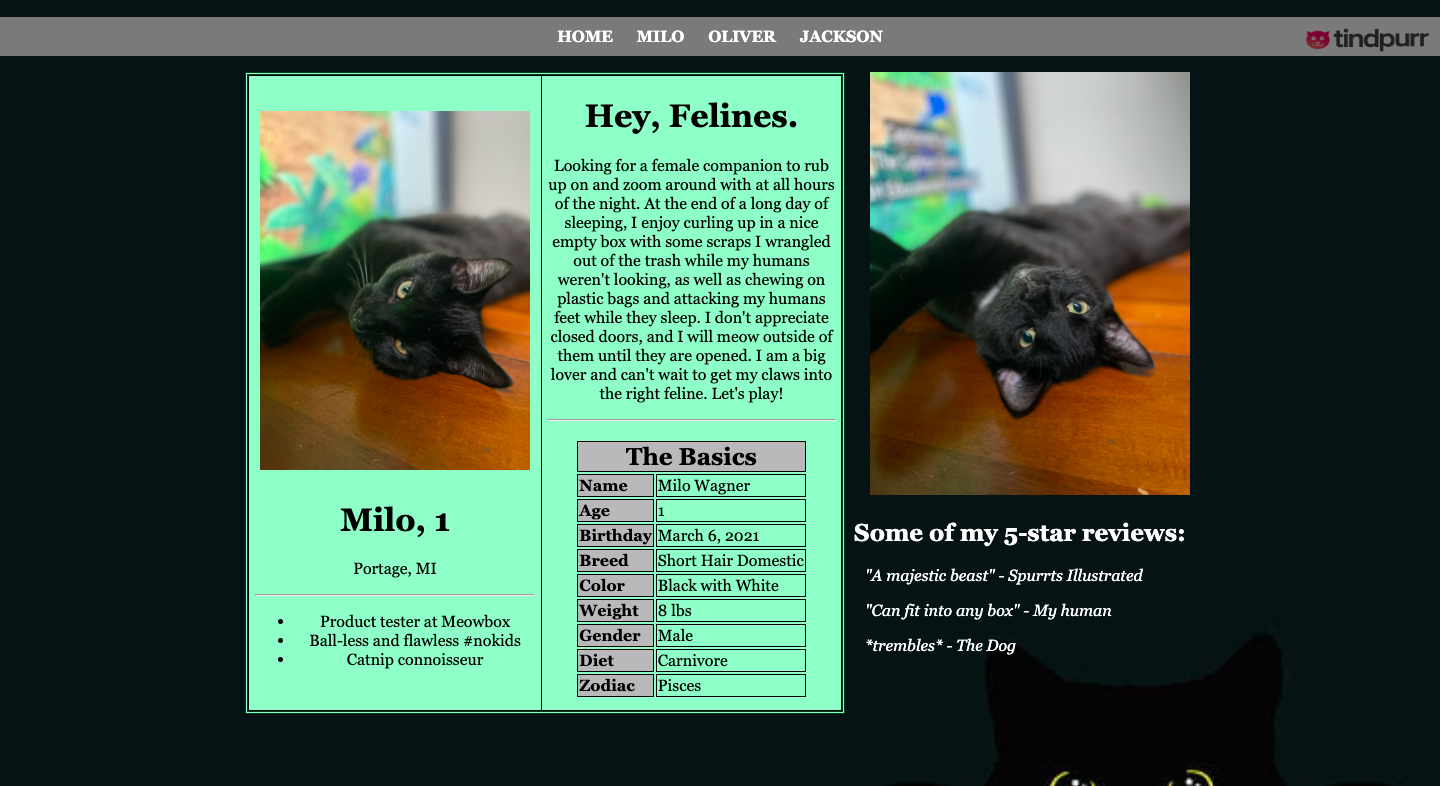 HOME MILO OLIVER JACKSON
tindpurr
Milo, 1
Portage, MI
• Product tester at Meowbox
• Ball-less and flawless #nokids
• Catnip connoisseur
Hey, Felines.
Looking for a female companion to rub
up on and zoom around with at all hours
of the night. At the end of a long day of
sleeping, I enjoy curling up in a nice
empty box with some scraps I wrangled
out of the trash while my humans
weren't looking, as well as chewing on
plastic bags and attacking my humans
feet while they sleep. I don't appreciate
closed doors, and I will meow outside of
them until they are opened. I am a big
lover and can't wait to get my claws into
the right feline. Let's play!
The Basics
Name Milo Wagner
Age 1
Birthday March 6, 2021
Breed Short Hair Domestic
Color Black with White
Weight 8 lbs
Gender Male
Diet Carnivore
Zodiac Pisces
Some of my 5-star reviews:
"A majestic beast" - Spurrts Illustrated
"Can fit into any box" - My human
*trembles* - The Dog